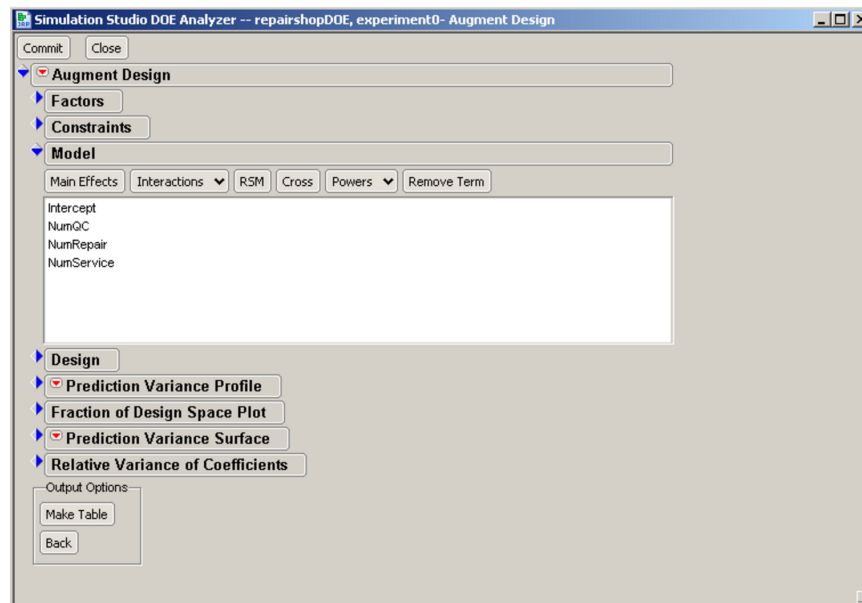 Simulation Studio DOE Analyzer -- repairshopDOE, experiment0- Augment Design
Commit Close
Augment Design
Factors
Constraints
Model
Main Effects Interactions RSM Cross Powers Remove Term
Intercept
NumQC
NumRepair
NumService
Design
Prediction Variance Profile
Fraction of Design Space Plot
Prediction Variance Surface
Relative Variance of Coefficients
Output Options
Make Table
Back